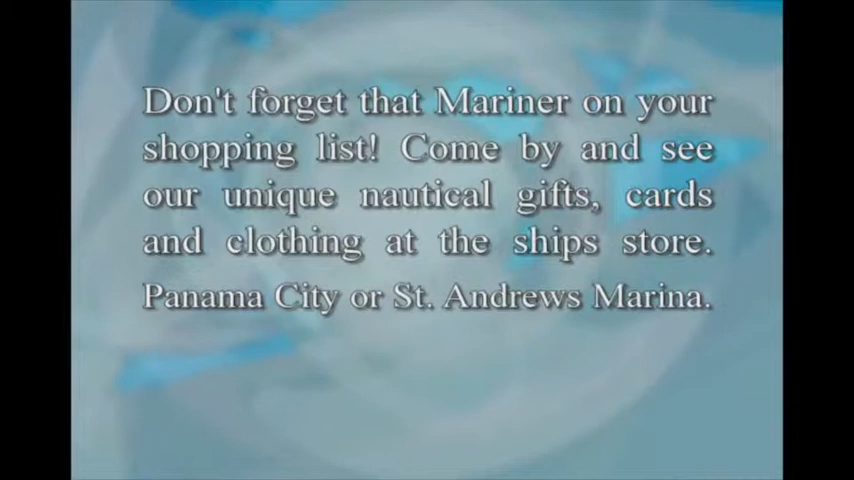 Don't forget that Mariner on your
shopping list! Come by and see
our unique nautical gifts, cards
and clothing at the ships store.
Panama City or St. Andrews Marina.